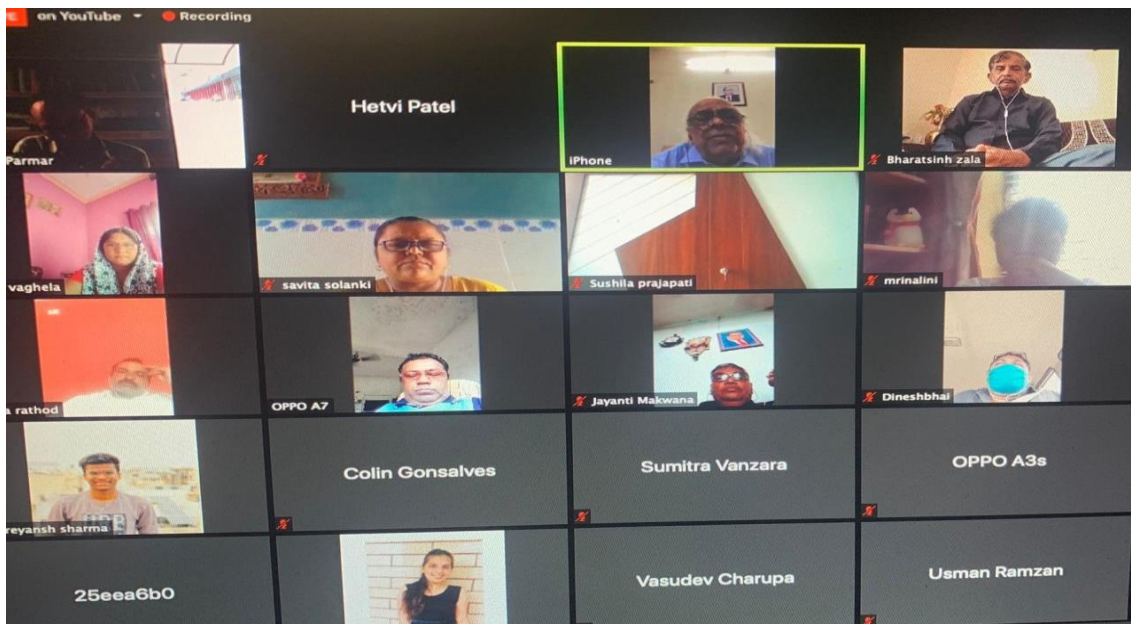 on YouTube Recording
Parmar
Hetvi Patel
iPhone
Bharatsinh zala
vaghela
savita solanki
Sushila prajapati
mrinalini
a rathod
OPPO A7
Jayanti Makwana
Dineshbhai
reyansh sharma
Colin Gonsalves
Sumitra Vanzara
OPPO A3s
25eea6b0
Vasudev Charupa
Usman Ramzan